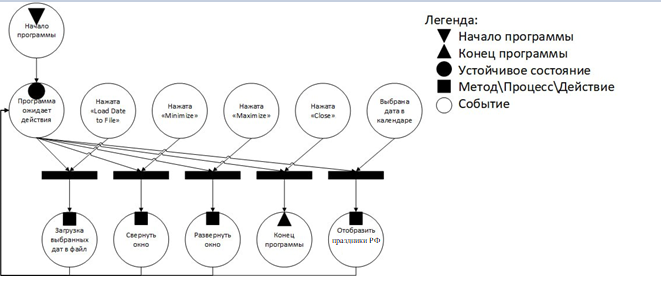 Начало
программы
Программа
ожидает
действия
Нажата
«Load Date
to File»
Нажата
«Minimize»
Нажата
«Maximize»
Нажата
«Close»
Выбрана
дата в
календаре
Загрузка
выбранных
дат в файл
Свернуть
окно
Развернуть
окно
Конец
программы
Отобразить
праздники РФ
Легенда:
Начало программы
Конец программы
Устойчивое состояние
Метод\Процесс\Действие
Событие